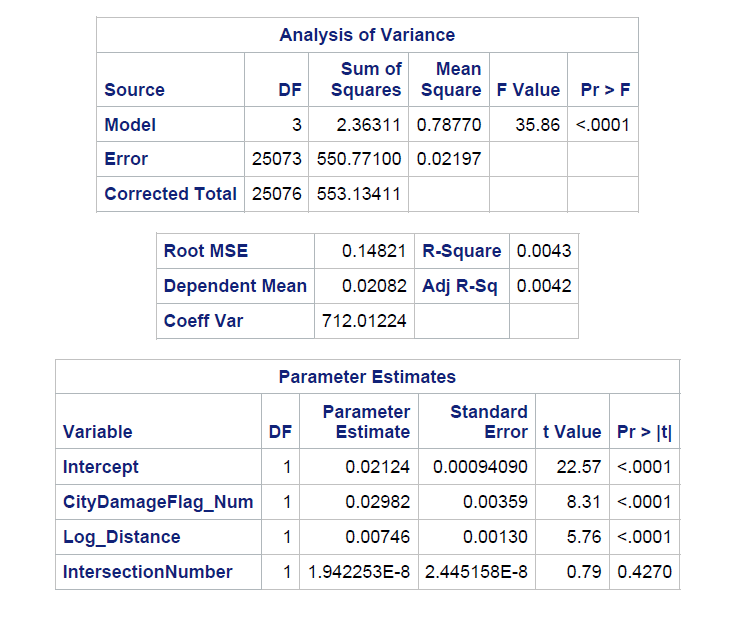 Analysis of Variance
Source DF Sum of Squares Mean Square F Value Pr > F
Model 3 2.36311 0.78770 35.86 <.0001
Error 25073 550.77100 0.02197
Corrected Total 25076 553.13411
Root MSE 0.14821 R-Square 0.0043
Dependent Mean 0.02082 Adj R-Sq 0.0042
Coeff Var 712.01224
Parameter Estimates
Variable DF Parameter Estimate Standard Error t Value Pr > |t|
Intercept 1 0.02124 0.00094090 22.57 <.0001
CityDamageFlag_Num 1 0.02982 0.00359 8.31 <.0001
Log_Distance 1 0.00746 0.00130 5.76 <.0001
IntersectionNumber 1 1.942253E-8 2.445158E-8 0.79 0.4270